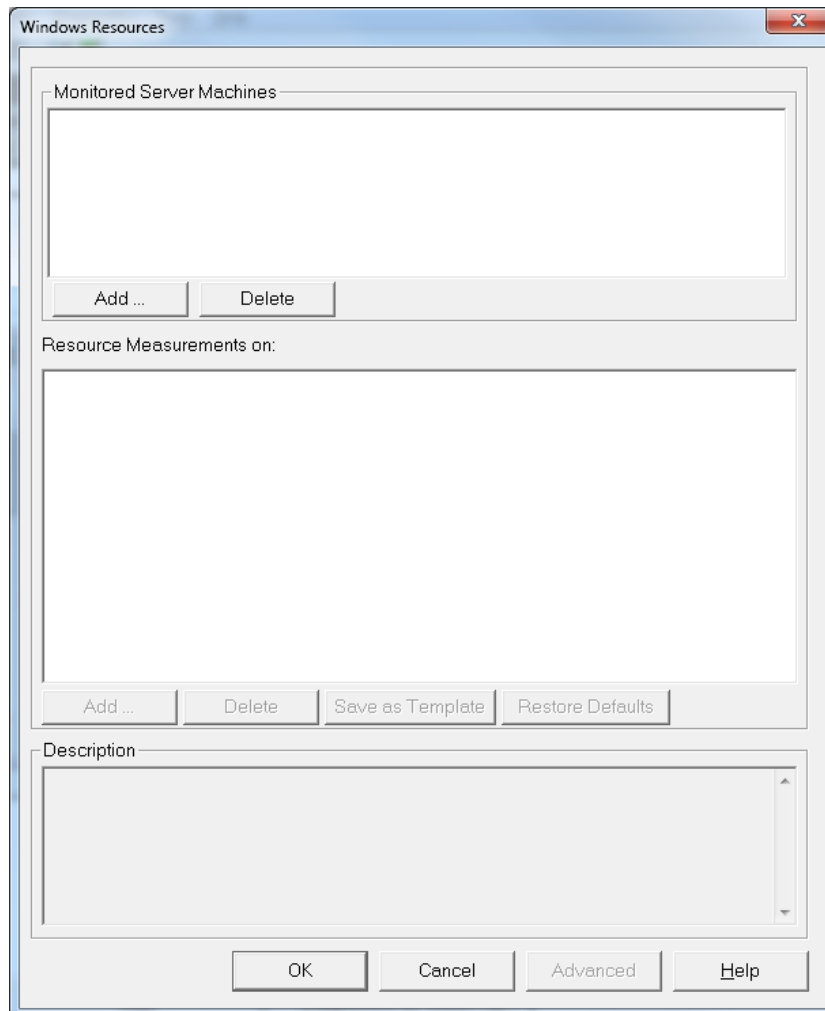 Windows Resources
Monitored Server Machines
Add ...
Delete
Resource Measurements on:
Add ...
Delete
Save as Template
Restore Defaults
Description
OK
Cancel
Advanced
Help